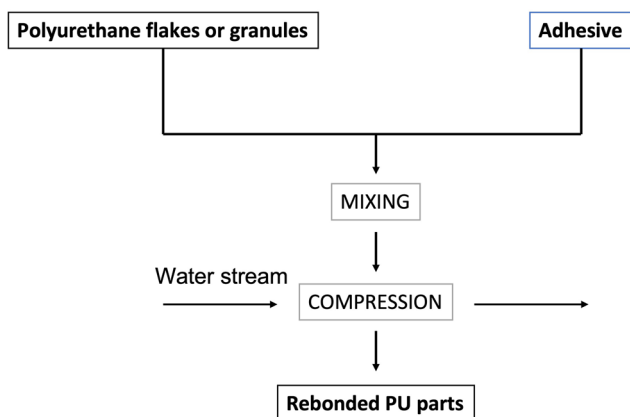 Polyurethane flakes or granules
Adhesive
MIXING
Water stream
COMPRESSION
Rebonded PU parts